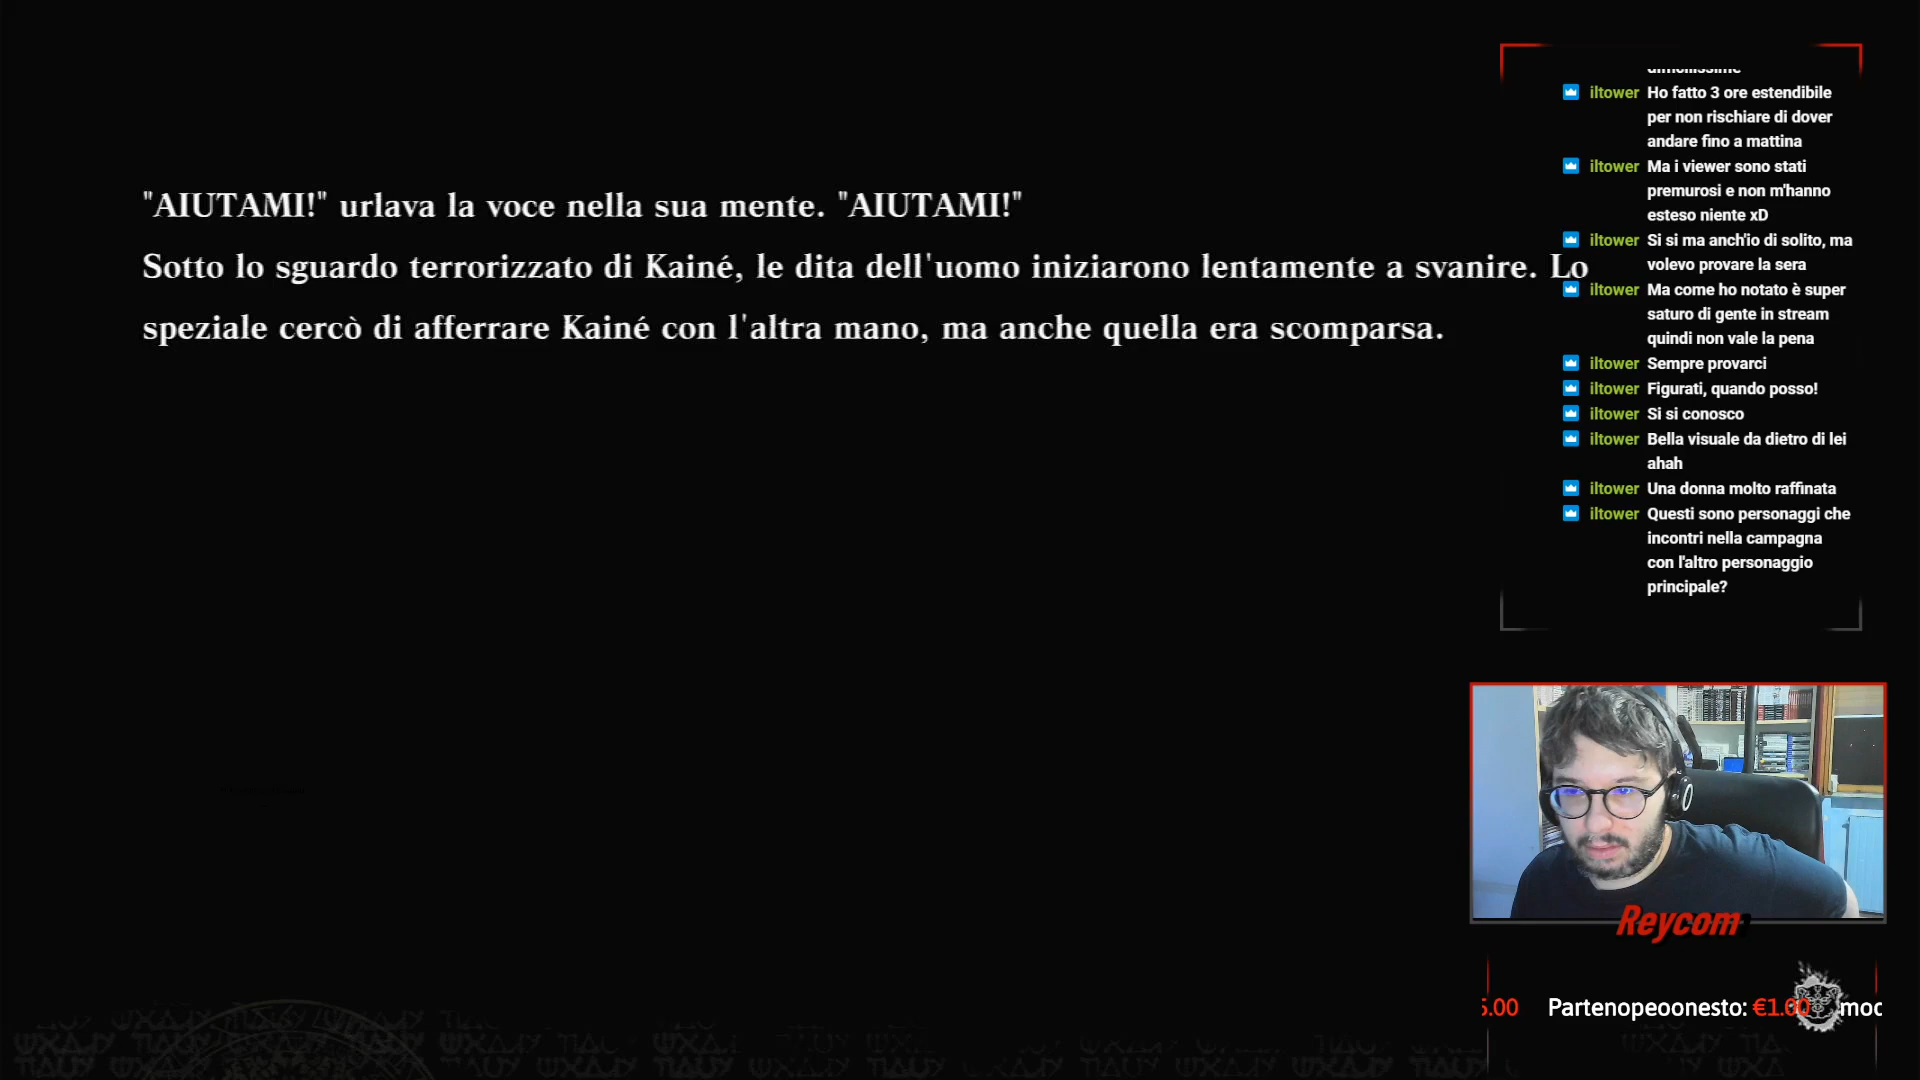 "AIUTAMI!" urlava la voce nella sua mente. "AIUTAMI!"
Sotto lo sguardo terrorizzato di Kainé, le dita dell'uomo iniziarono lentamente a svanire. Lo
speziale cercò di afferrare Kainé con l'altra mano, ma anche quella era scomparsa.
iltower Ho fatto 3 ore estendibile
per non rischiare di dover
andare fino a mattina
iltower Ma i viewer sono stati
premurosi e non m'hanno
esteso niente xD
iltower Si si ma anch'io di solito, ma
volevo provare la sera
iltower Ma come ho notato è super
saturo di gente in stream
quindi non vale la pena
iltower Sempre provarci
iltower Figurati, quando posso!
iltower Si si conosco
iltower Bella visuale da dietro di lei
ahah
iltower Una donna molto raffinata
iltower Questi sono personaggi che
incontri nella campagna
con l'altro personaggio
principale?
Reycom
5.00 Partenopeoonesto: €1.00 moc